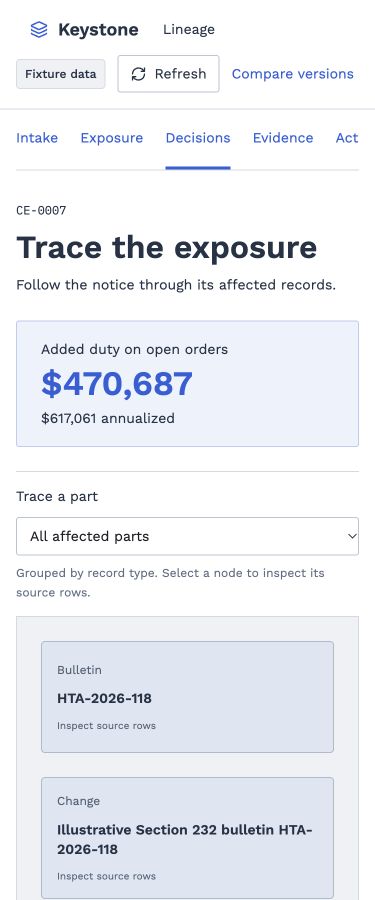 Keystone
Lineage
Fixture data
Refresh
Compare versions
Intake
Exposure
Decisions
Evidence
Act
CE-0007
Trace the exposure
Follow the notice through its affected records.
Added duty on open orders
$470,687
$617,061 annualized
Trace a part
All affected parts
Grouped by record type. Select a node to inspect its
source rows.
Bulletin
HTA-2026-118
Inspect source rows
Change
Illustrative Section 232 bulletin HTA-
2026-118
Inspect source rows